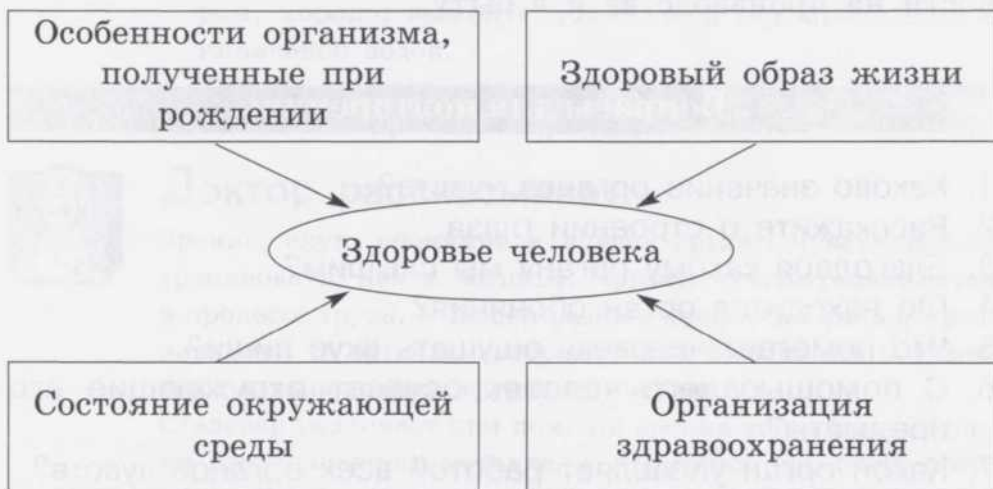 Особенности организма,
полученные при
рождении
Здоровый образ жизни
Здоровье человека
Состояние окружающей
среды
Организация
здравоохранения